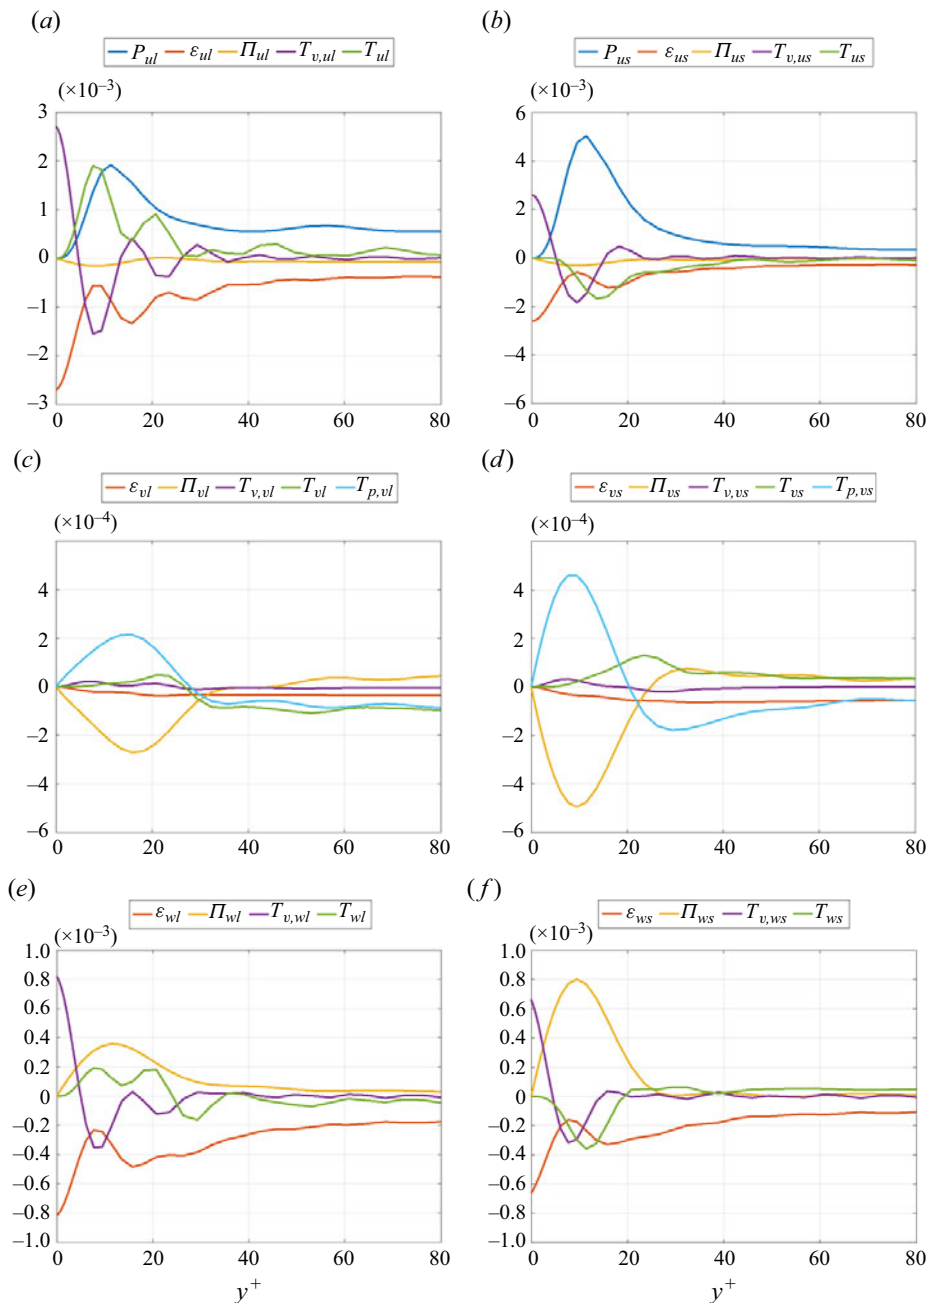 (a) (b)
P_ul ε_ul Π_ul T_v,ul T_ul P_us ε_us Π_us T_v,us T_us
(×10⁻³) (×10⁻³)
3 6
2 4
1 2
0 0
–1 –2
–2 –4
–3 –6
0 20 40 60 80 0 20 40 60 80
(c) (d)
ε_vl Π_vl T_v,vl T_vl T_p,vl ε_vs Π_vs T_v,vs T_vs T_p,vs
(×10⁻⁴) (×10⁻⁴)
4 4
2 2
0 0
–2 –2
–4 –4
–6 –6
0 20 40 60 80 0 20 40 60 80
(e) (f)
ε_wl Π_wl T_v,wl T_wl ε_ws Π_ws T_v,ws T_ws
(×10⁻³) (×10⁻³)
1.0 1.0
0.8 0.8
0.6 0.6
0.4 0.4
0.2 0.2
0 0
–0.2 –0.2
–0.4 –0.4
–0.6 –0.6
–0.8 –0.8
–1.0 –1.0
0 20 40 60 80 0 20 40 60 80
y⁺ y⁺